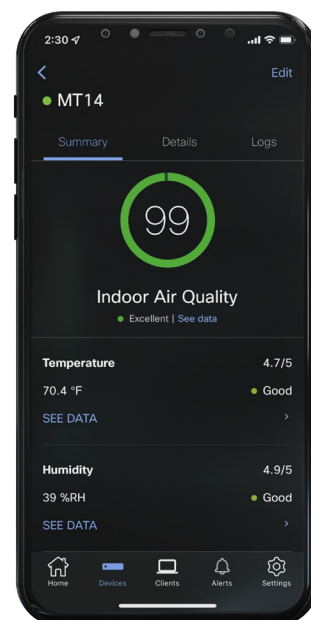 2:30
Edit
MT14
Summary Details Logs
99
Indoor Air Quality
Excellent | See data
Temperature 4.7/5
70.4 °F Good
SEE DATA
Humidity 4.9/5
39 %RH Good
SEE DATA
Home Devices Clients Alerts Settings